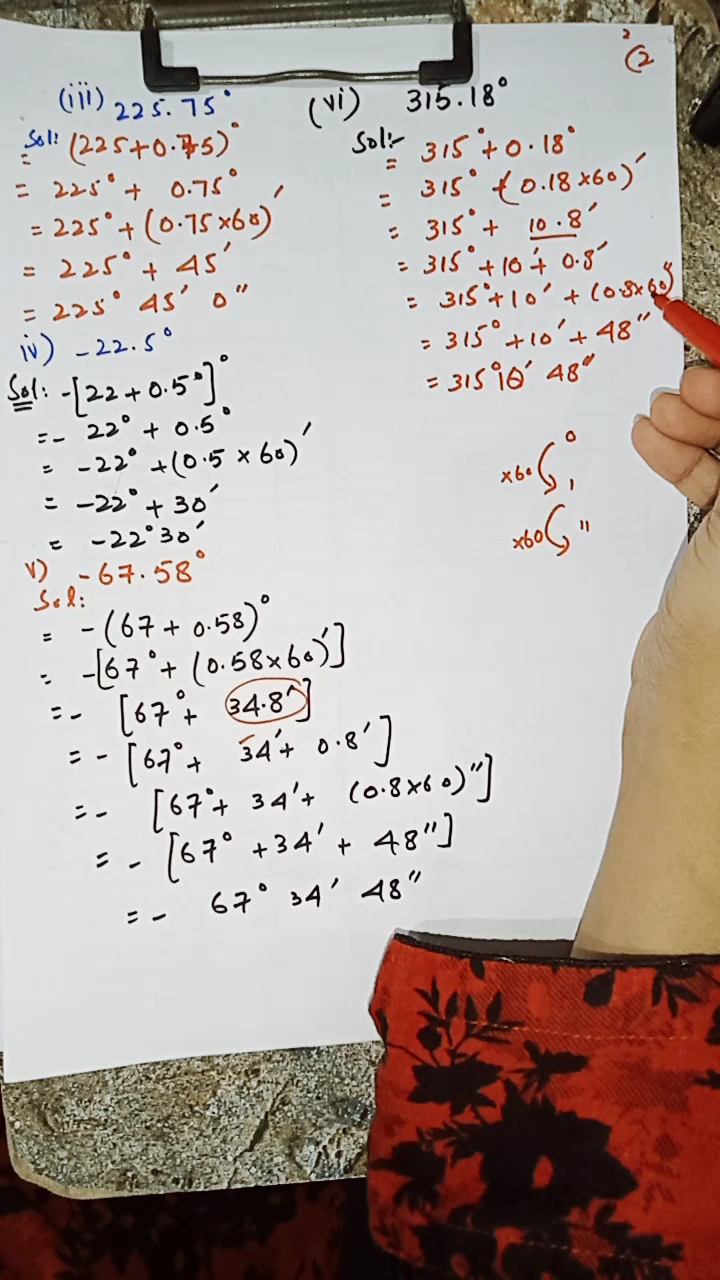 (iii) 225.75°
Sol: (225+0.75)°
= 225° + 0.75°
= 225° + (0.75×60)′
= 225° + 45′
= 225° 45′ 0″
iv) -22.5°
Sol: -[22+0.5°]°
=- 22° + 0.5°
= -22° +(0.5 × 60)′
= -22° + 30′
= -22° 30′
v) -67.58°
Sol:
= -(67 + 0.58)°
= -[67° + (0.58×60)′]
=- [67° + 34.8′]
= - [67° + 34′ + 0.8′]
= - [67° + 34′ + (0.8×60)″]
= - [67° + 34′ + 48″]
= - 67° 34′ 48″
(vi) 315.18°
Sol:-
= 315° + 0.18°
= 315° + (0.18×60)′
= 315° + 10.8′
= 315° + 10′ + 0.8′
= 315° + 10′ + (0.8×60)″
= 315° + 10′ + 48″
= 315° 10′ 48″
×60 ° ′
×60 ″
2
(2